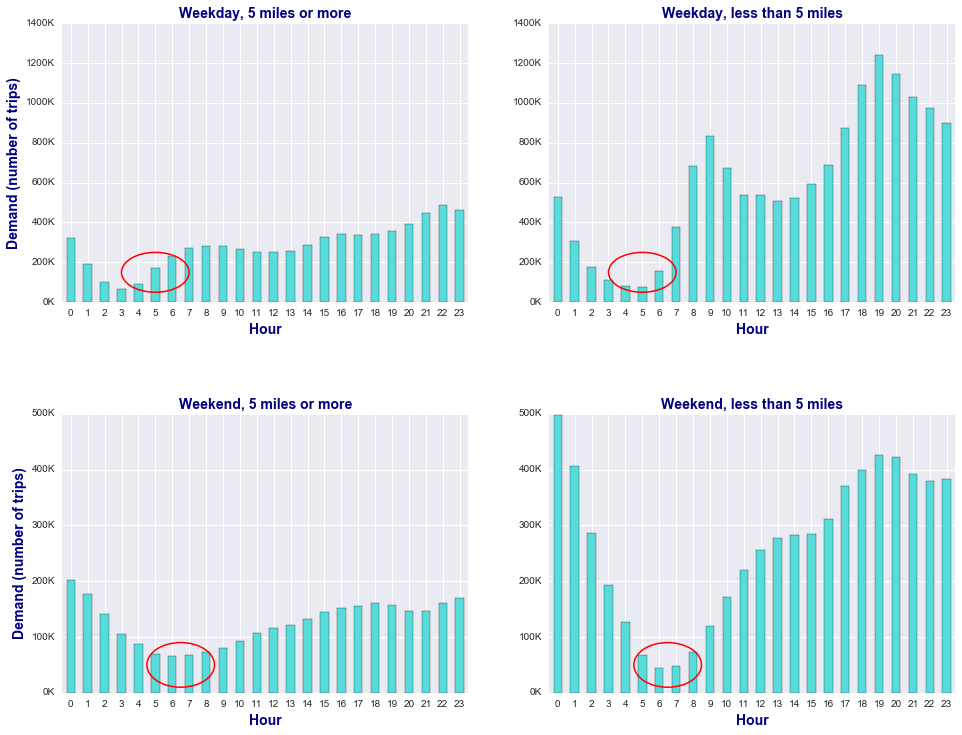 Weekday, 5 miles or more
1400K
1200K
1000K
800K
600K
400K
200K
0K
Demand (number of trips)
0 1 2 3 4 5 6 7 8 9 10 11 12 13 14 15 16 17 18 19 20 21 22 23
Hour
Weekday, less than 5 miles
1400K
1200K
1000K
800K
600K
400K
200K
0K
0 1 2 3 4 5 6 7 8 9 10 11 12 13 14 15 16 17 18 19 20 21 22 23
Hour
Weekend, 5 miles or more
500K
400K
300K
200K
100K
0K
Demand (number of trips)
0 1 2 3 4 5 6 7 8 9 10 11 12 13 14 15 16 17 18 19 20 21 22 23
Hour
Weekend, less than 5 miles
500K
400K
300K
200K
100K
0K
0 1 2 3 4 5 6 7 8 9 10 11 12 13 14 15 16 17 18 19 20 21 22 23
Hour